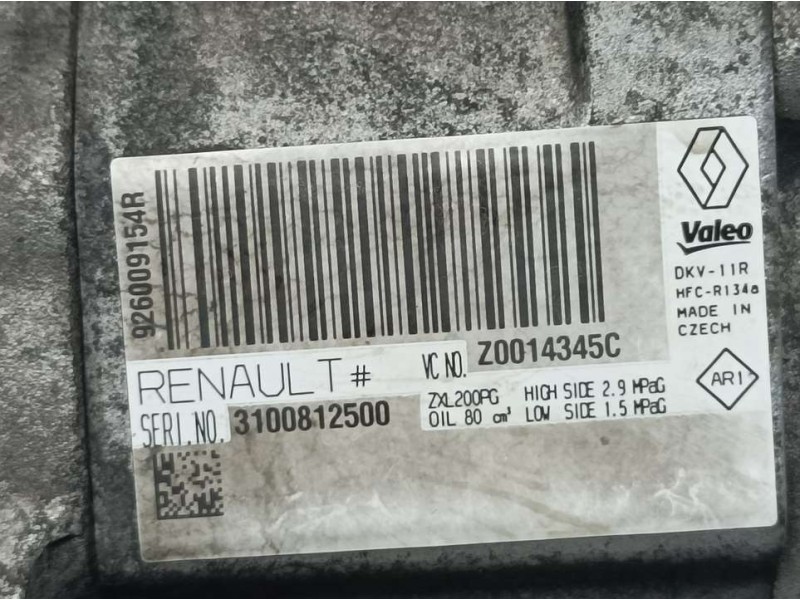 926009154R
Valeo
DKV-11R
HFC-R134a
MADE IN
CZECH
AR1
RENAULT #
VC NO. Z0014345C
SERI.NO. 3100812500
ZXL200PG HIGH SIDE 2.9 MPaG
OIL 80 cm³ LOW SIDE 1.5 MPaG